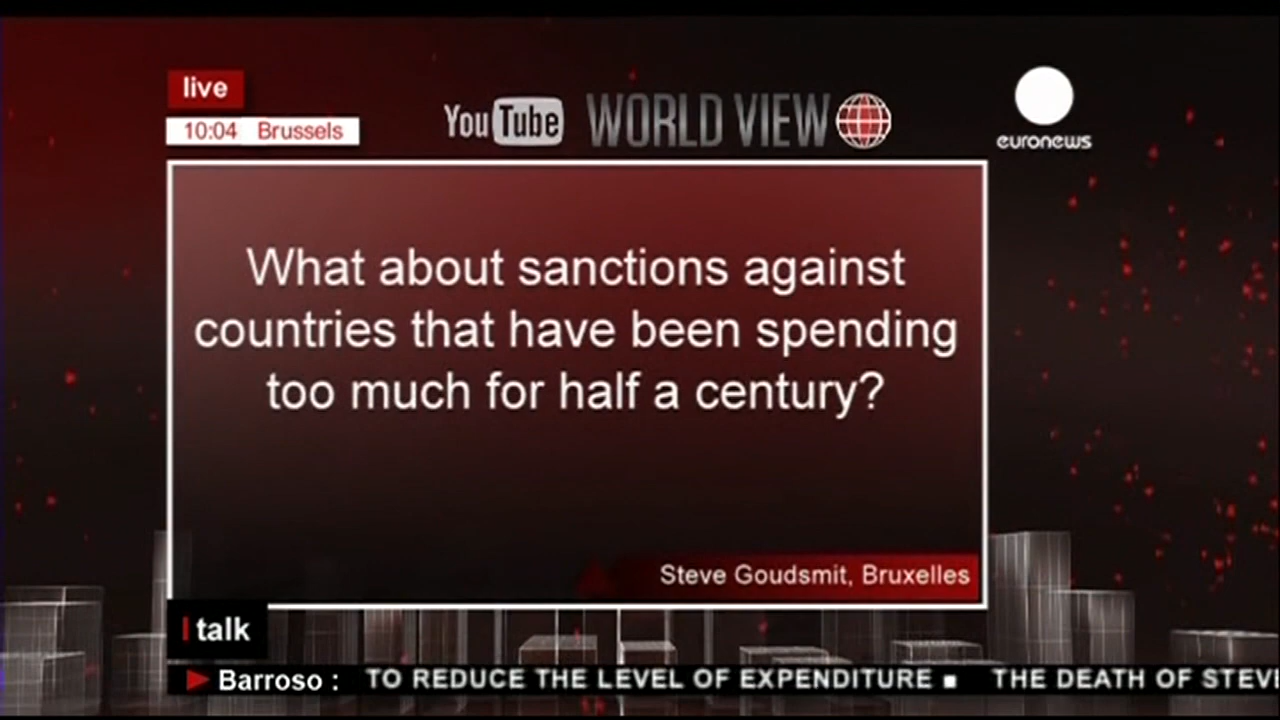 live
10:04 Brussels
YouTube WORLD VIEW
euronews
What about sanctions against
countries that have been spending
too much for half a century?
Steve Goudsmit, Bruxelles
I talk
Barroso : TO REDUCE THE LEVEL OF EXPENDITURE ■ THE DEATH OF